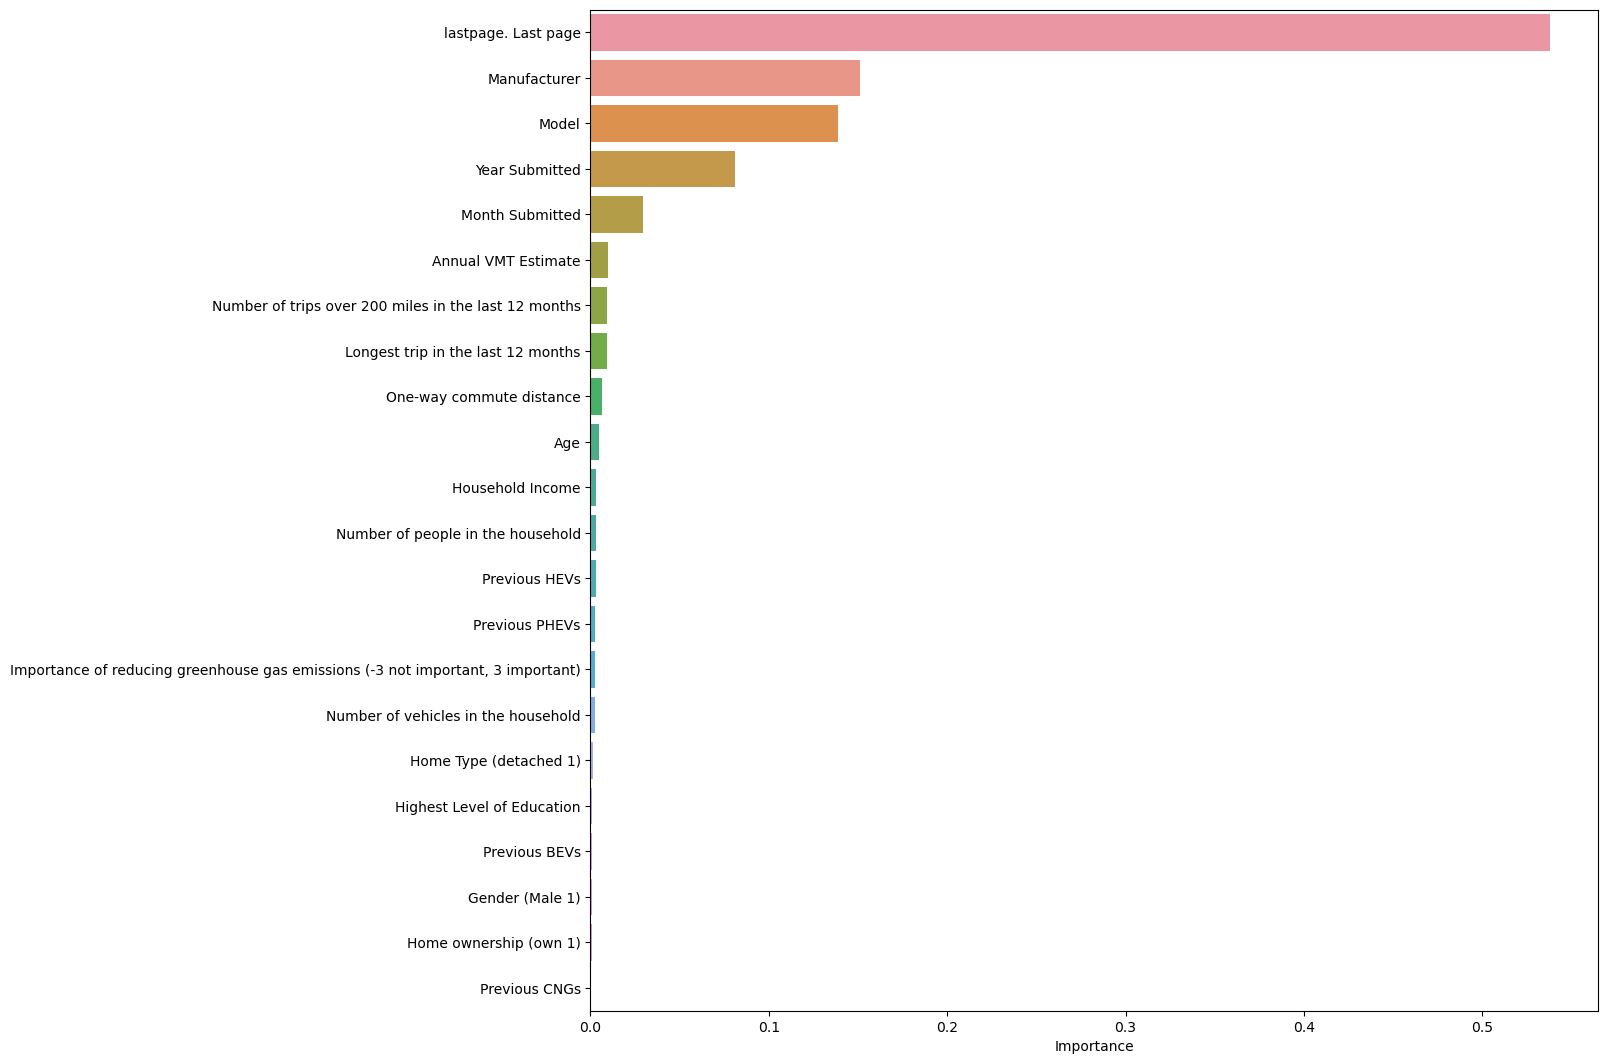 lastpage. Last page
Manufacturer
Model
Year Submitted
Month Submitted
Annual VMT Estimate
Number of trips over 200 miles in the last 12 months
Longest trip in the last 12 months
One-way commute distance
Age
Household Income
Number of people in the household
Previous HEVs
Previous PHEVs
Importance of reducing greenhouse gas emissions (-3 not important, 3 important)
Number of vehicles in the household
Home Type (detached 1)
Highest Level of Education
Previous BEVs
Gender (Male 1)
Home ownership (own 1)
Previous CNGs
0.0 0.1 0.2 0.3 0.4 0.5
Importance